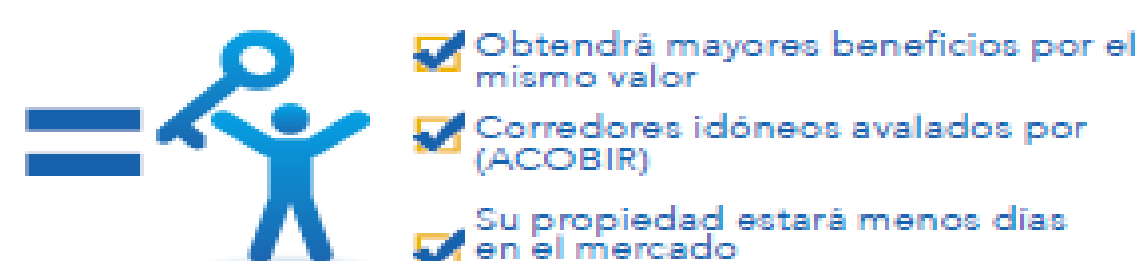 Obtendrá mayores beneficios por el
mismo valor
Corredores idóneos avalados por
(ACOBIR)
Su propiedad estará menos días
en el mercado